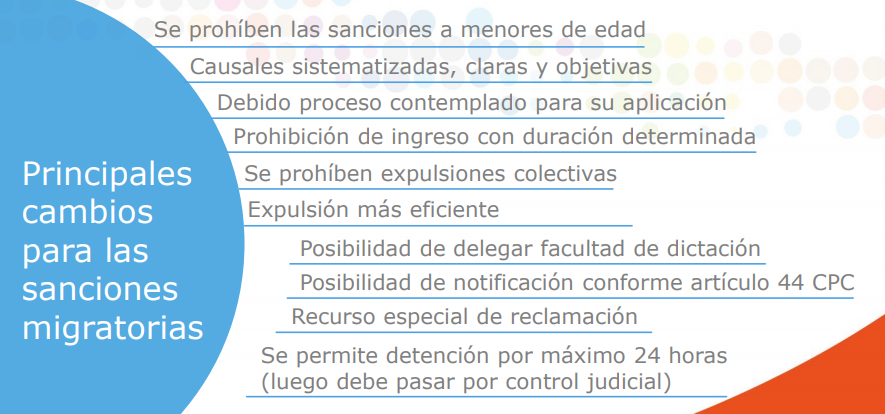 Principales
cambios
para las
sanciones
migratorias
Se prohíben las sanciones a menores de edad
Causales sistematizadas, claras y objetivas
Debido proceso contemplado para su aplicación
Prohibición de ingreso con duración determinada
Se prohíben expulsiones colectivas
Expulsión más eficiente
Posibilidad de delegar facultad de dictación
Posibilidad de notificación conforme artículo 44 CPC
Recurso especial de reclamación
Se permite detención por máximo 24 horas
(luego debe pasar por control judicial)